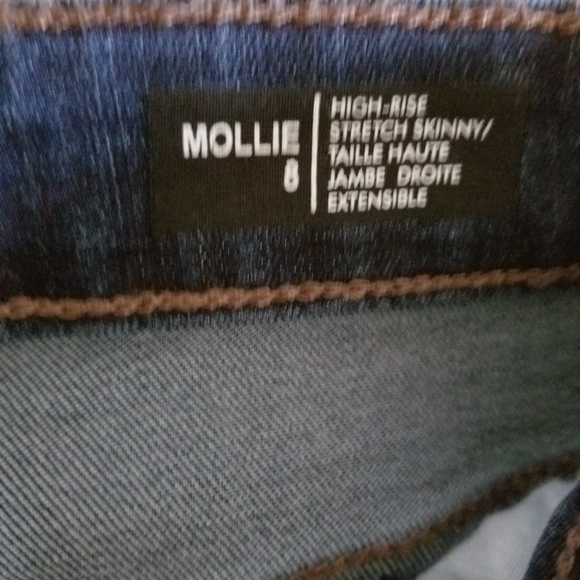 MOLLIE
8
HIGH-RISE
STRETCH SKINNY/
TAILLE HAUTE
JAMBE DROITE
EXTENSIBLE